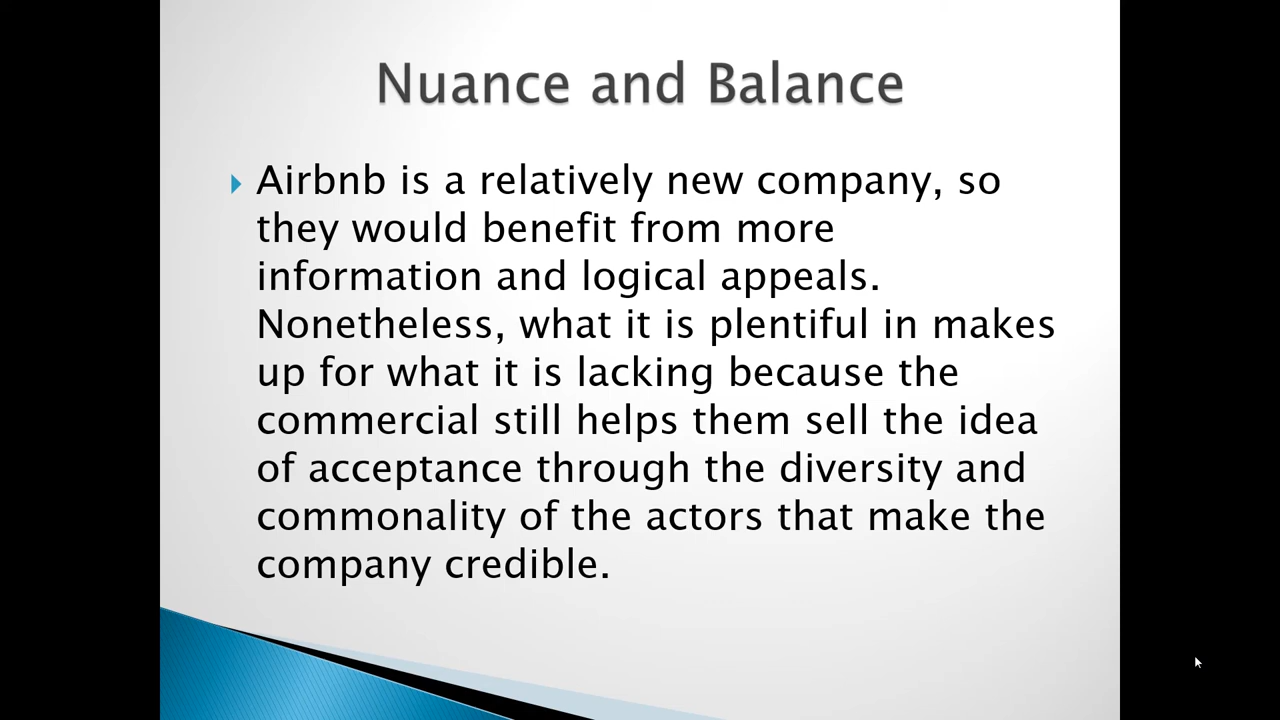 Nuance and Balance
Airbnb is a relatively new company, so
they would benefit from more
information and logical appeals.
Nonetheless, what it is plentiful in makes
up for what it is lacking because the
commercial still helps them sell the idea
of acceptance through the diversity and
commonality of the actors that make the
company credible.